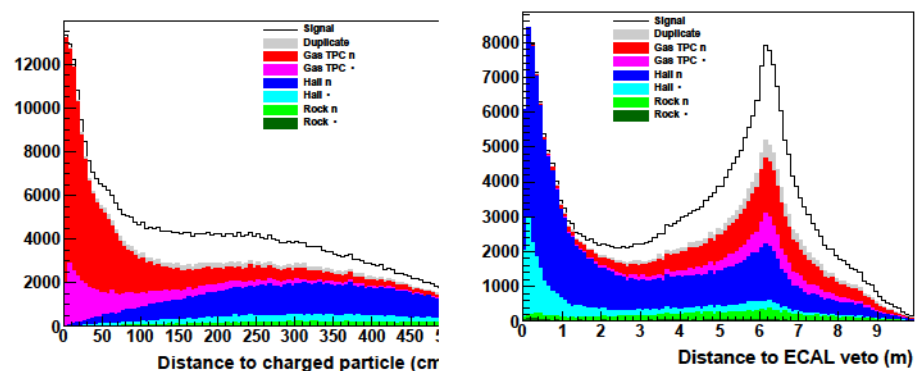 Signal
Duplicate
Gas TPC n
Gas TPC ·
Hall n
Hall ·
Rock n
Rock ·
12000
10000
8000
6000
4000
2000
0
0 50 100 150 200 250 300 350 400 450 5
Distance to charged particle (cm
Signal
Duplicate
Gas TPC n
Gas TPC ·
Hall n
Hall ·
Rock n
Rock ·
8000
7000
6000
5000
4000
3000
2000
1000
0
0 1 2 3 4 5 6 7 8 9
Distance to ECAL veto (m)